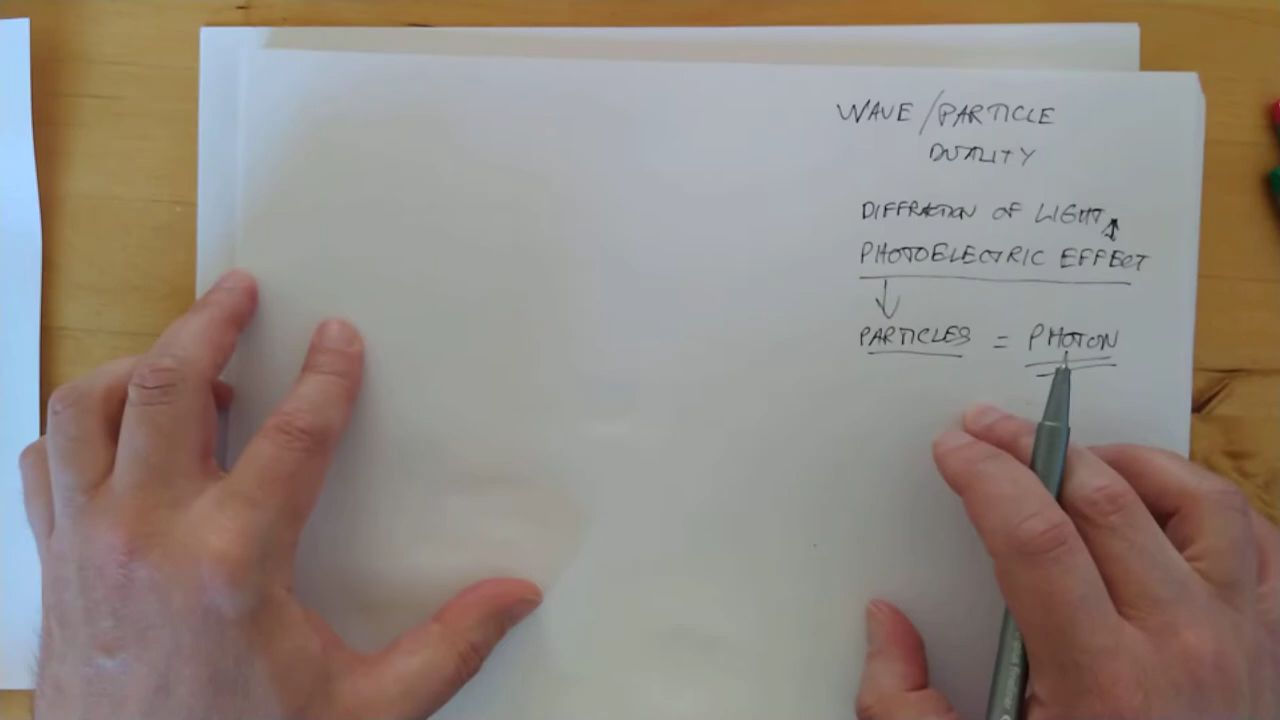 WAVE/PARTICLE
DUALITY
DIFFRACTION OF LIGHT
PHOTOELECTRIC EFFECT
↓
PARTICLES = PHOTON